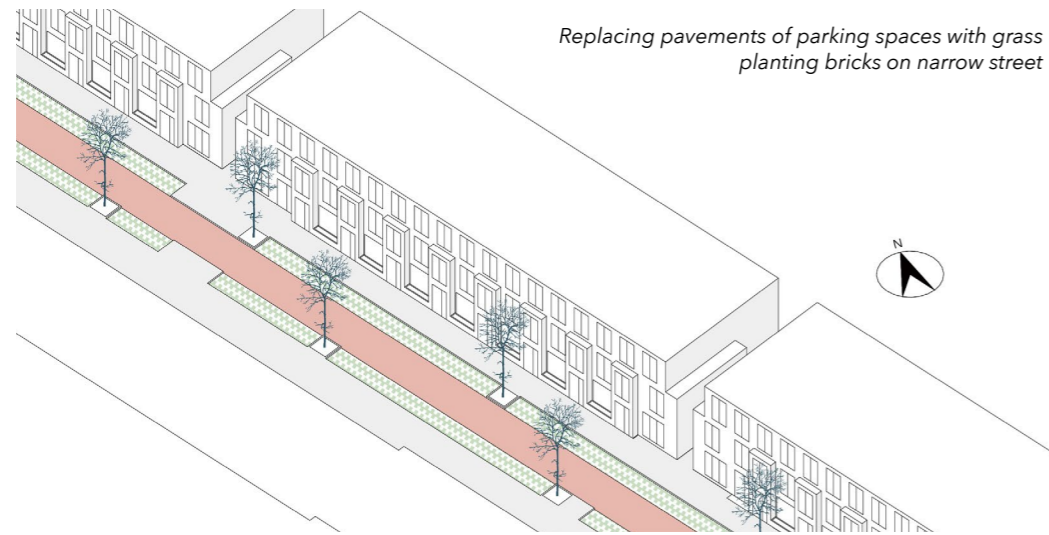 Replacing pavements of parking spaces with grass
planting bricks on narrow street
N